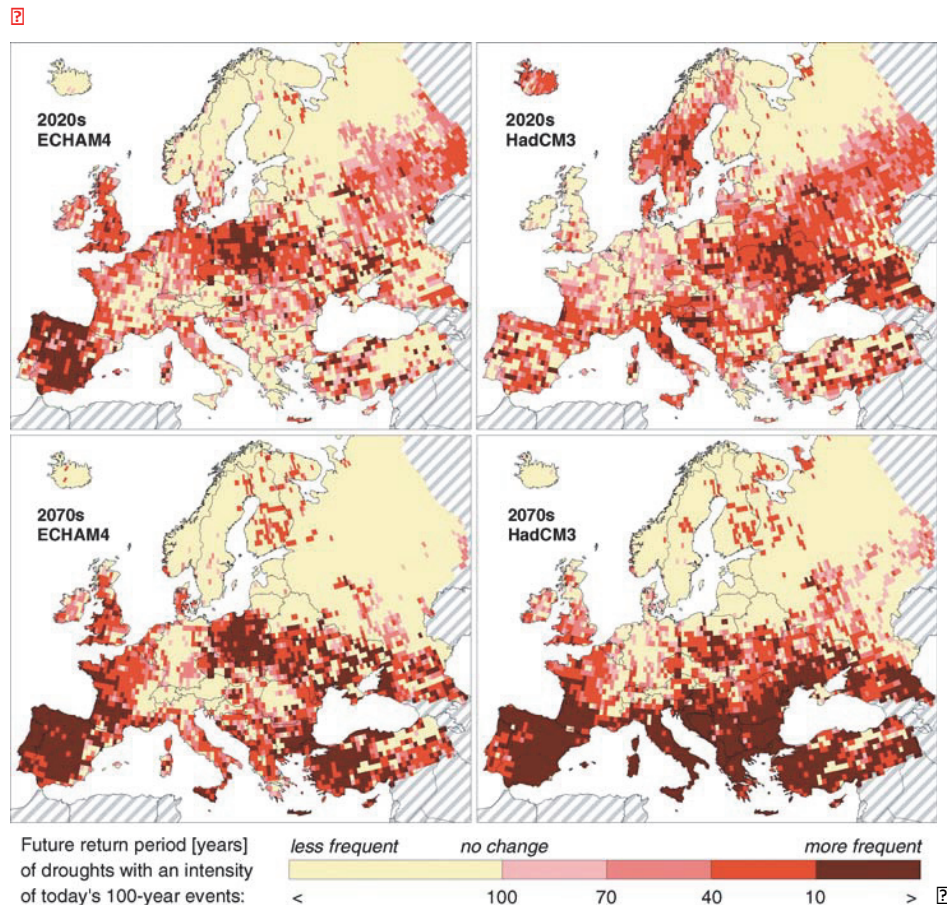 2020s
ECHAM4
2020s
HadCM3
2070s
ECHAM4
2070s
HadCM3
Future return period [years]
of droughts with an intensity
of today's 100-year events:
less frequent no change more frequent
< 100 70 40 10 >